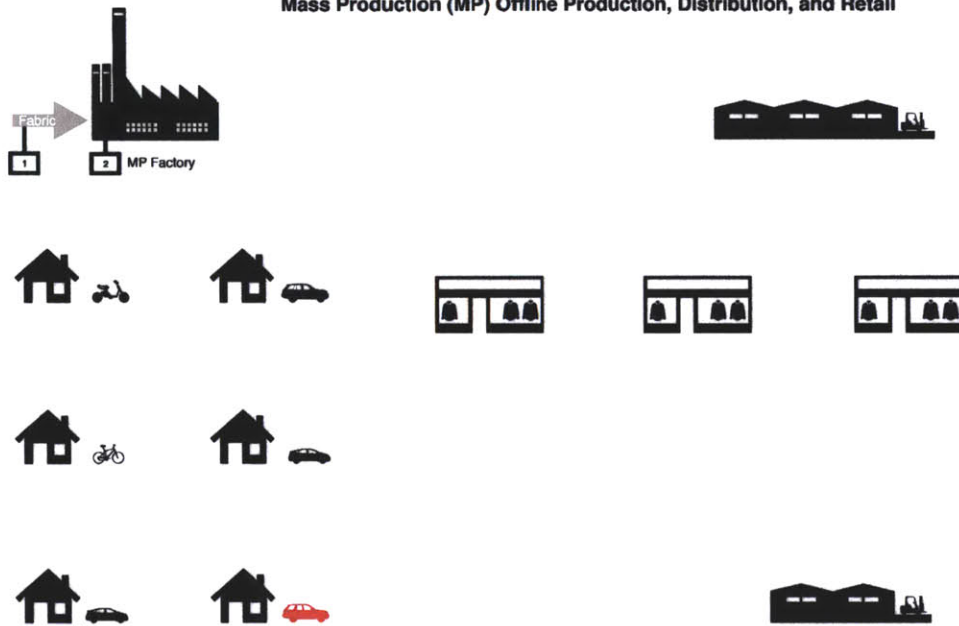 Mass Production (MP) Offline Production, Distribution, and Retail
Fabric
1
2 MP Factory